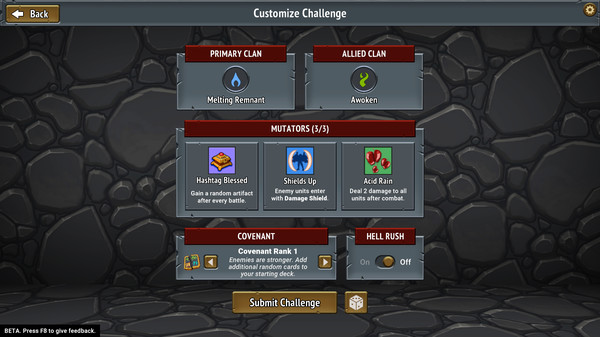 Back
Customize Challenge
PRIMARY CLAN
ALLIED CLAN
Melting Remnant
Awoken
MUTATORS (3/3)
Hashtag Blessed
Shields Up
Acid Rain
Gain a random artifact
after every battle.
Enemy units enter
with Damage Shield.
Deal 2 damage to all
units after combat.
COVENANT
HELL RUSH
Covenant Rank 1
Enemies are stronger. Add
additional random cards to
your starting deck.
On
Off
Submit Challenge
BETA. Press F8 to give feedback.